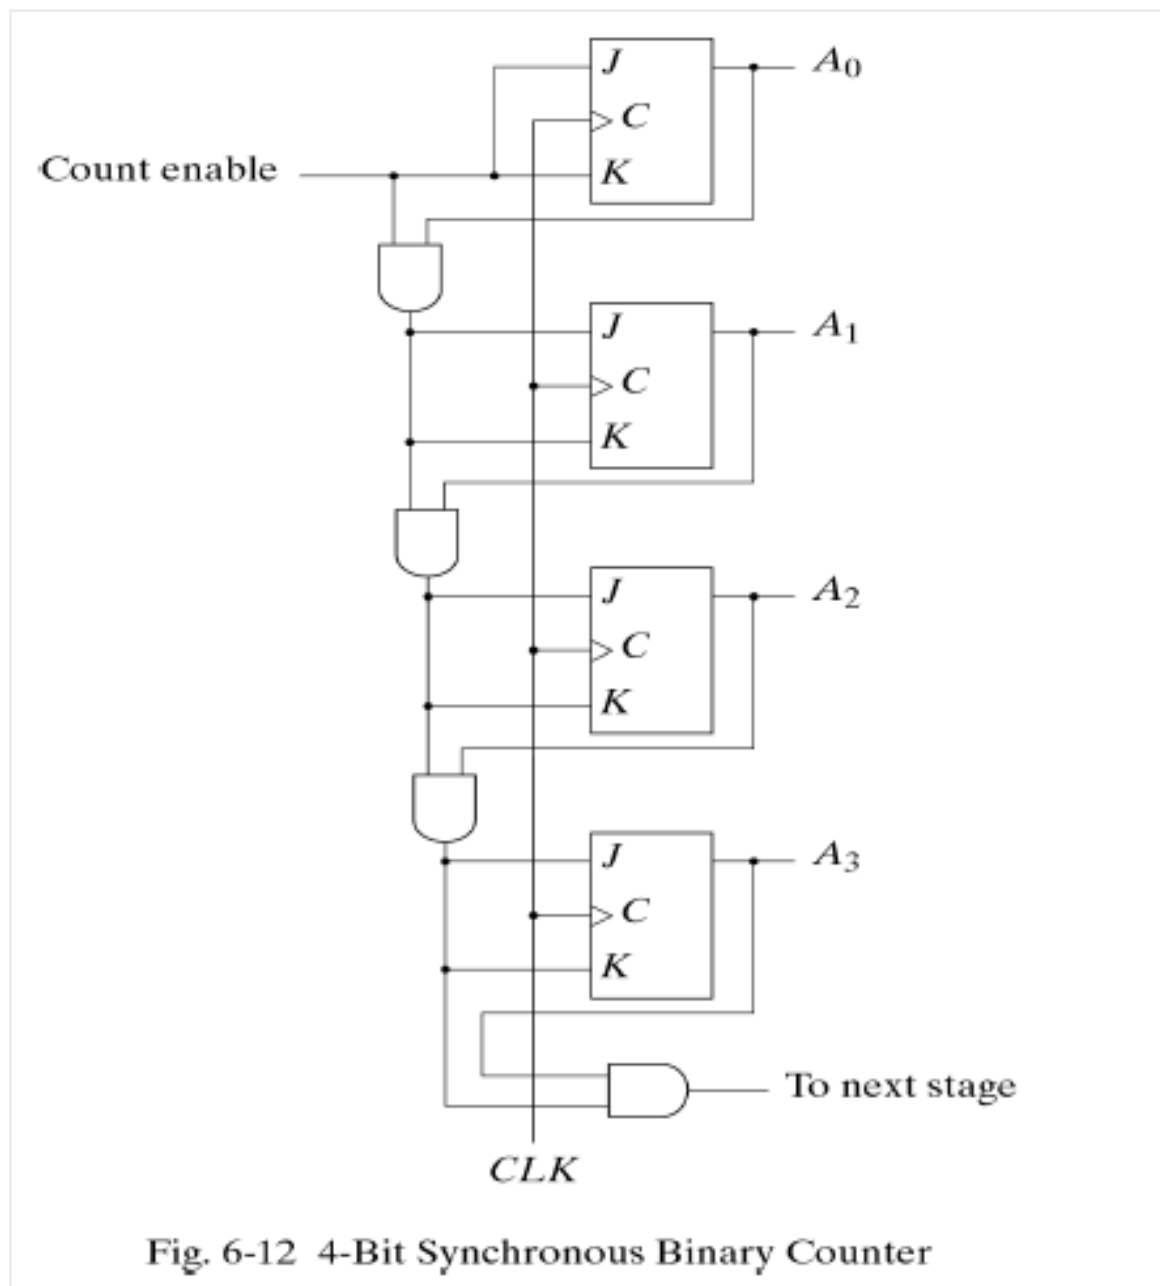 J
A0
C
Count enable
K
J
A1
C
K
J
A2
C
K
J
A3
C
K
To next stage
CLK
Fig. 6-12 4-Bit Synchronous Binary Counter